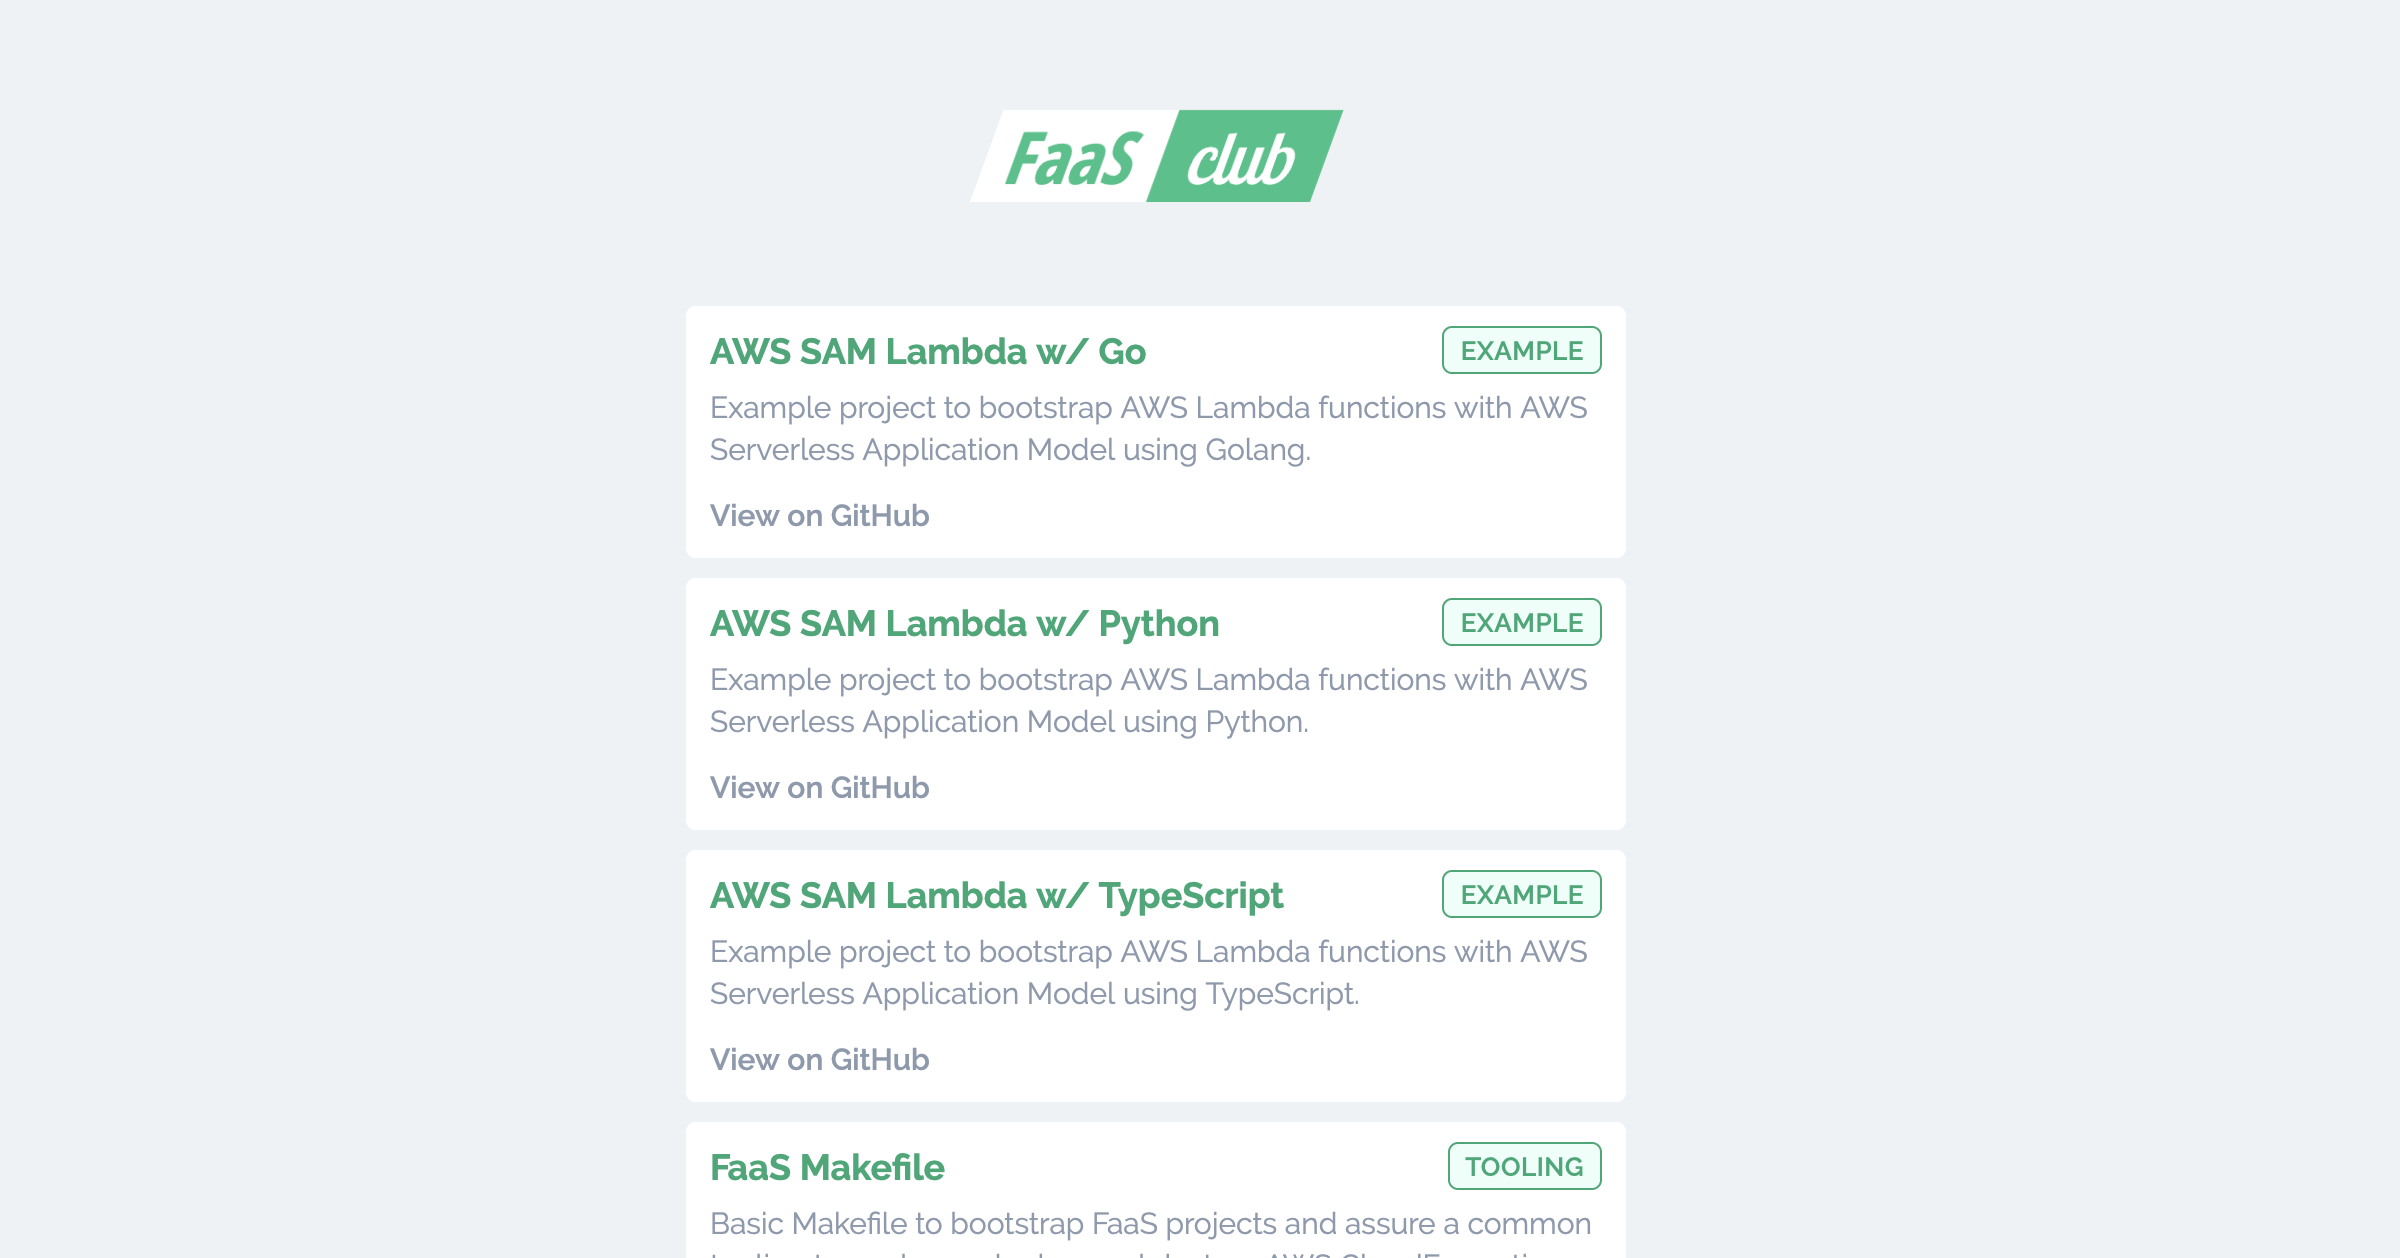 FaaS club
AWS SAM Lambda w/ Go
EXAMPLE
Example project to bootstrap AWS Lambda functions with AWS
Serverless Application Model using Golang.
View on GitHub
AWS SAM Lambda w/ Python
EXAMPLE
Example project to bootstrap AWS Lambda functions with AWS
Serverless Application Model using Python.
View on GitHub
AWS SAM Lambda w/ TypeScript
EXAMPLE
Example project to bootstrap AWS Lambda functions with AWS
Serverless Application Model using TypeScript.
View on GitHub
FaaS Makefile
TOOLING
Basic Makefile to bootstrap FaaS projects and assure a common